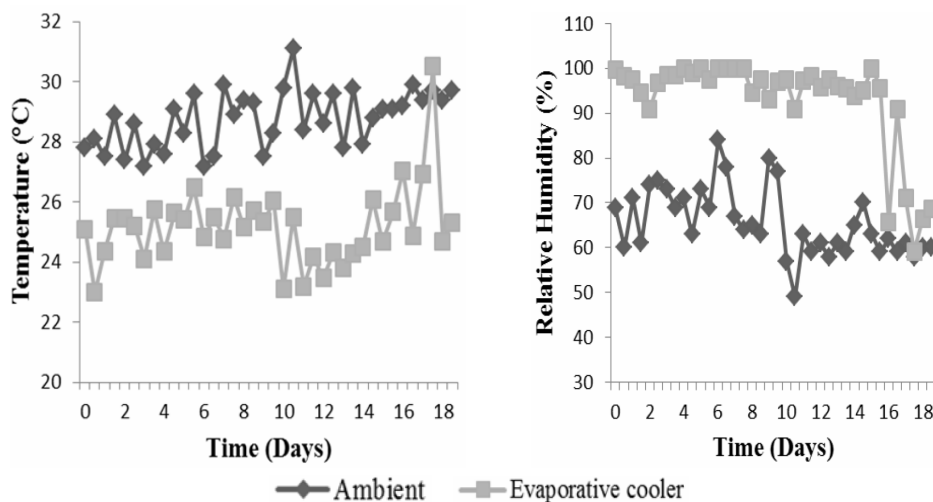 Temperature (°C)
32
30
28
26
24
22
20
0 2 4 6 8 10 12 14 16 18
Time (Days)
Relative Humidity (%)
110
100
90
80
70
60
50
40
30
0 2 4 6 8 10 12 14 16 18
Time (Days)
Ambient Evaporative cooler